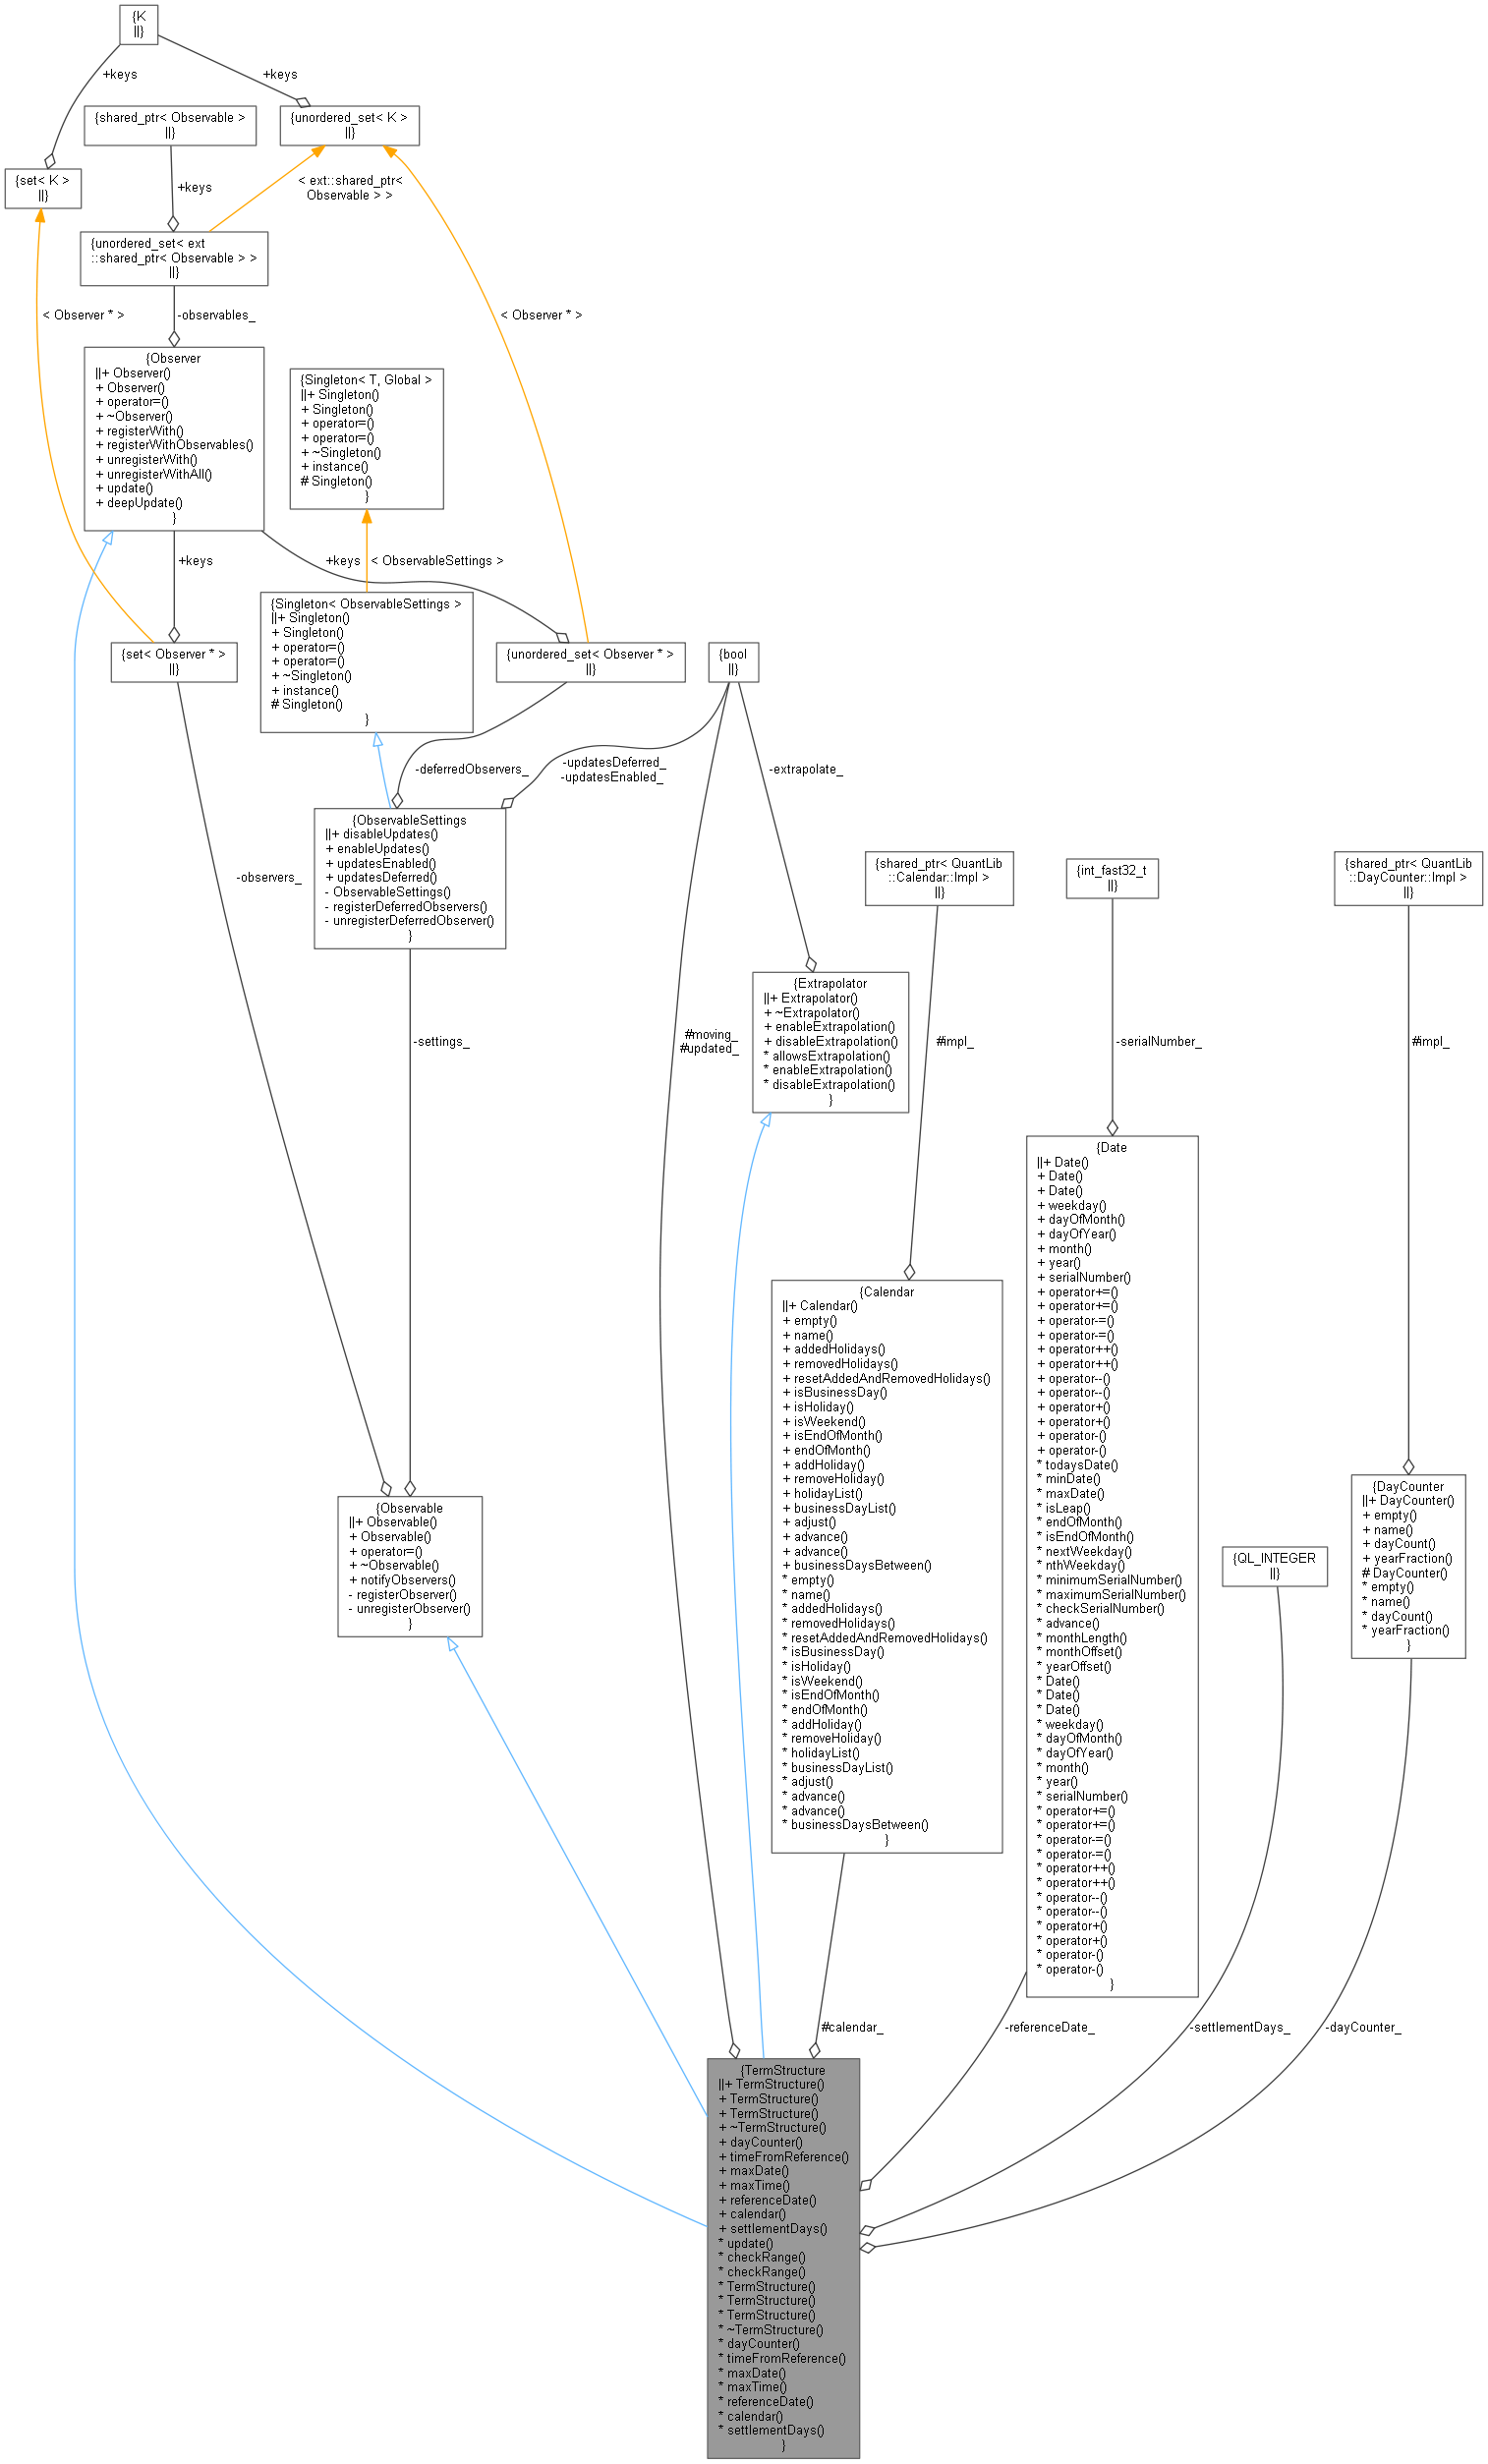 {K
||}
+keys
+keys
{shared_ptr< Observable >
||}
{unordered_set< K >
||}
{set< K >
||}
+keys
< ext::shared_ptr<
Observable > >
{unordered_set< ext
::shared_ptr< Observable > >
||}
< Observer * >
-observables_
< Observer * >
{Observer
||+ Observer()
+ Observer()
+ operator=()
+ ~Observer()
+ registerWith()
+ registerWithObservables()
+ unregisterWith()
+ unregisterWithAll()
+ update()
+ deepUpdate()
}
{Singleton< T, Global >
||+ Singleton()
+ Singleton()
+ operator=()
+ operator=()
+ ~Singleton()
+ instance()
# Singleton()
}
+keys
+keys
< ObservableSettings >
{Singleton< ObservableSettings >
||+ Singleton()
+ Singleton()
+ operator=()
+ operator=()
+ ~Singleton()
+ instance()
# Singleton()
}
{set< Observer * >
||}
{unordered_set< Observer * >
||}
{bool
||}
-deferredObservers_
-updatesDeferred_
-updatesEnabled_
-extrapolate_
{ObservableSettings
||+ disableUpdates()
+ enableUpdates()
+ updatesEnabled()
+ updatesDeferred()
- ObservableSettings()
- registerDeferredObservers()
- unregisterDeferredObserver()
}
-observers_
{shared_ptr< QuantLib
::Calendar::Impl >
||}
{int_fast32_t
||}
{shared_ptr< QuantLib
::DayCounter::Impl >
||}
{Extrapolator
||+ Extrapolator()
+ ~Extrapolator()
+ enableExtrapolation()
+ disableExtrapolation()
* allowsExtrapolation()
* enableExtrapolation()
* disableExtrapolation()
}
-settings_
#moving_
#updated_
#impl_
-serialNumber_
#impl_
{Date
||+ Date()
+ Date()
+ Date()
+ weekday()
+ dayOfMonth()
+ dayOfYear()
+ month()
+ year()
+ serialNumber()
+ operator+=()
+ operator+=()
+ operator-=()
+ operator-=()
+ operator++()
+ operator++()
+ operator--()
+ operator--()
+ operator+()
+ operator+()
+ operator-()
+ operator-()
* todaysDate()
* minDate()
* maxDate()
* isLeap()
* endOfMonth()
* isEndOfMonth()
* nextWeekday()
* nthWeekday()
* minimumSerialNumber()
* maximumSerialNumber()
* checkSerialNumber()
* advance()
* monthLength()
* monthOffset()
* yearOffset()
* Date()
* Date()
* Date()
* weekday()
* dayOfMonth()
* dayOfYear()
* month()
* year()
* serialNumber()
* operator+=()
* operator+=()
* operator-=()
* operator-=()
* operator++()
* operator++()
* operator--()
* operator--()
* operator+()
* operator+()
* operator-()
* operator-()
}
{Calendar
||+ Calendar()
+ empty()
+ name()
+ addedHolidays()
+ removedHolidays()
+ resetAddedAndRemovedHolidays()
+ isBusinessDay()
+ isHoliday()
+ isWeekend()
+ isEndOfMonth()
+ endOfMonth()
+ addHoliday()
+ removeHoliday()
+ holidayList()
+ businessDayList()
+ adjust()
+ advance()
+ advance()
+ businessDaysBetween()
* empty()
* name()
* addedHolidays()
* removedHolidays()
* resetAddedAndRemovedHolidays()
* isBusinessDay()
* isHoliday()
* isWeekend()
* isEndOfMonth()
* endOfMonth()
* addHoliday()
* removeHoliday()
* holidayList()
* businessDayList()
* adjust()
* advance()
* advance()
* businessDaysBetween()
}
{DayCounter
||+ DayCounter()
+ empty()
+ name()
+ dayCount()
+ yearFraction()
# DayCounter()
* empty()
* name()
* dayCount()
* yearFraction()
}
{Observable
||+ Observable()
+ Observable()
+ operator=()
+ ~Observable()
+ notifyObservers()
- registerObserver()
- unregisterObserver()
}
{QL_INTEGER
||}
#calendar_
-referenceDate_
-settlementDays_
-dayCounter_
{TermStructure
||+ TermStructure()
+ TermStructure()
+ TermStructure()
+ ~TermStructure()
+ dayCounter()
+ timeFromReference()
+ maxDate()
+ maxTime()
+ referenceDate()
+ calendar()
+ settlementDays()
* update()
* checkRange()
* checkRange()
* TermStructure()
* TermStructure()
* TermStructure()
* ~TermStructure()
* dayCounter()
* timeFromReference()
* maxDate()
* maxTime()
* referenceDate()
* calendar()
* settlementDays()
}